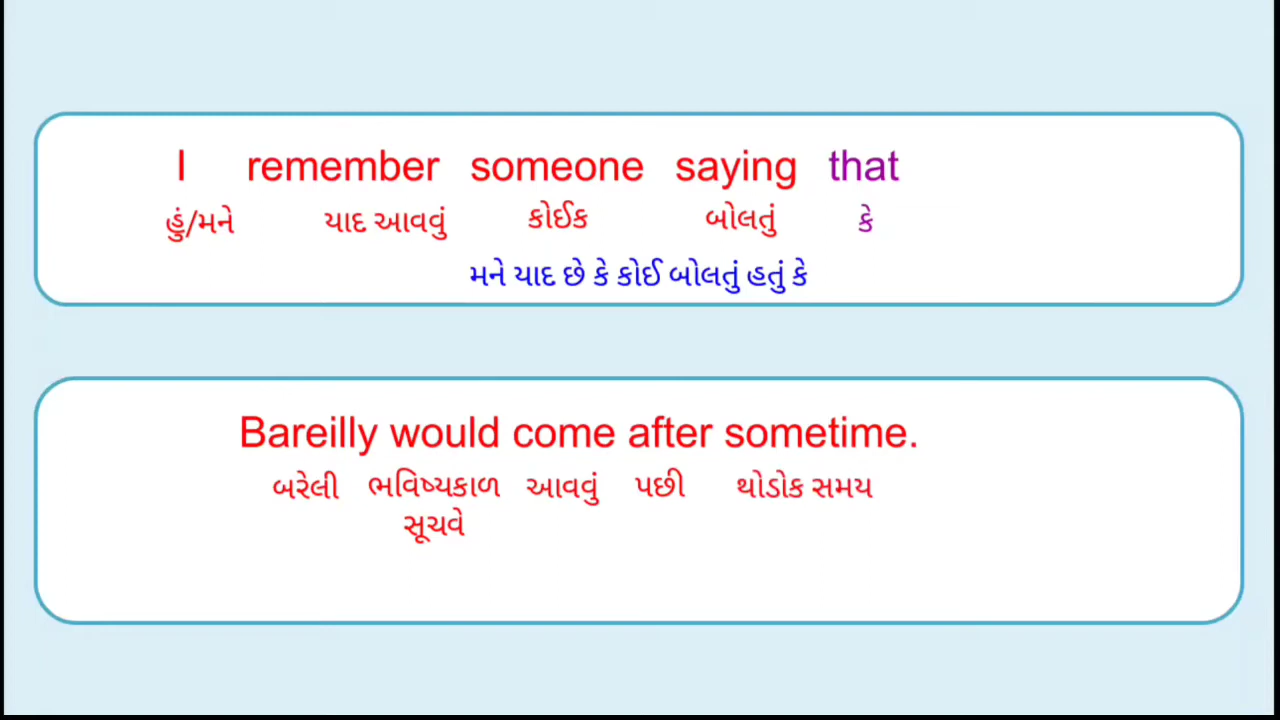 I remember someone saying that
હું/મને યાદ આવવું કોઈક બોલતું કે
મને યાદ છે કે કોઈ બોલતું હતું કે
Bareilly would come after sometime.
બરેલી ભવિષ્યકાળ આવવું પછી થોડોક સમય
સૂચવે